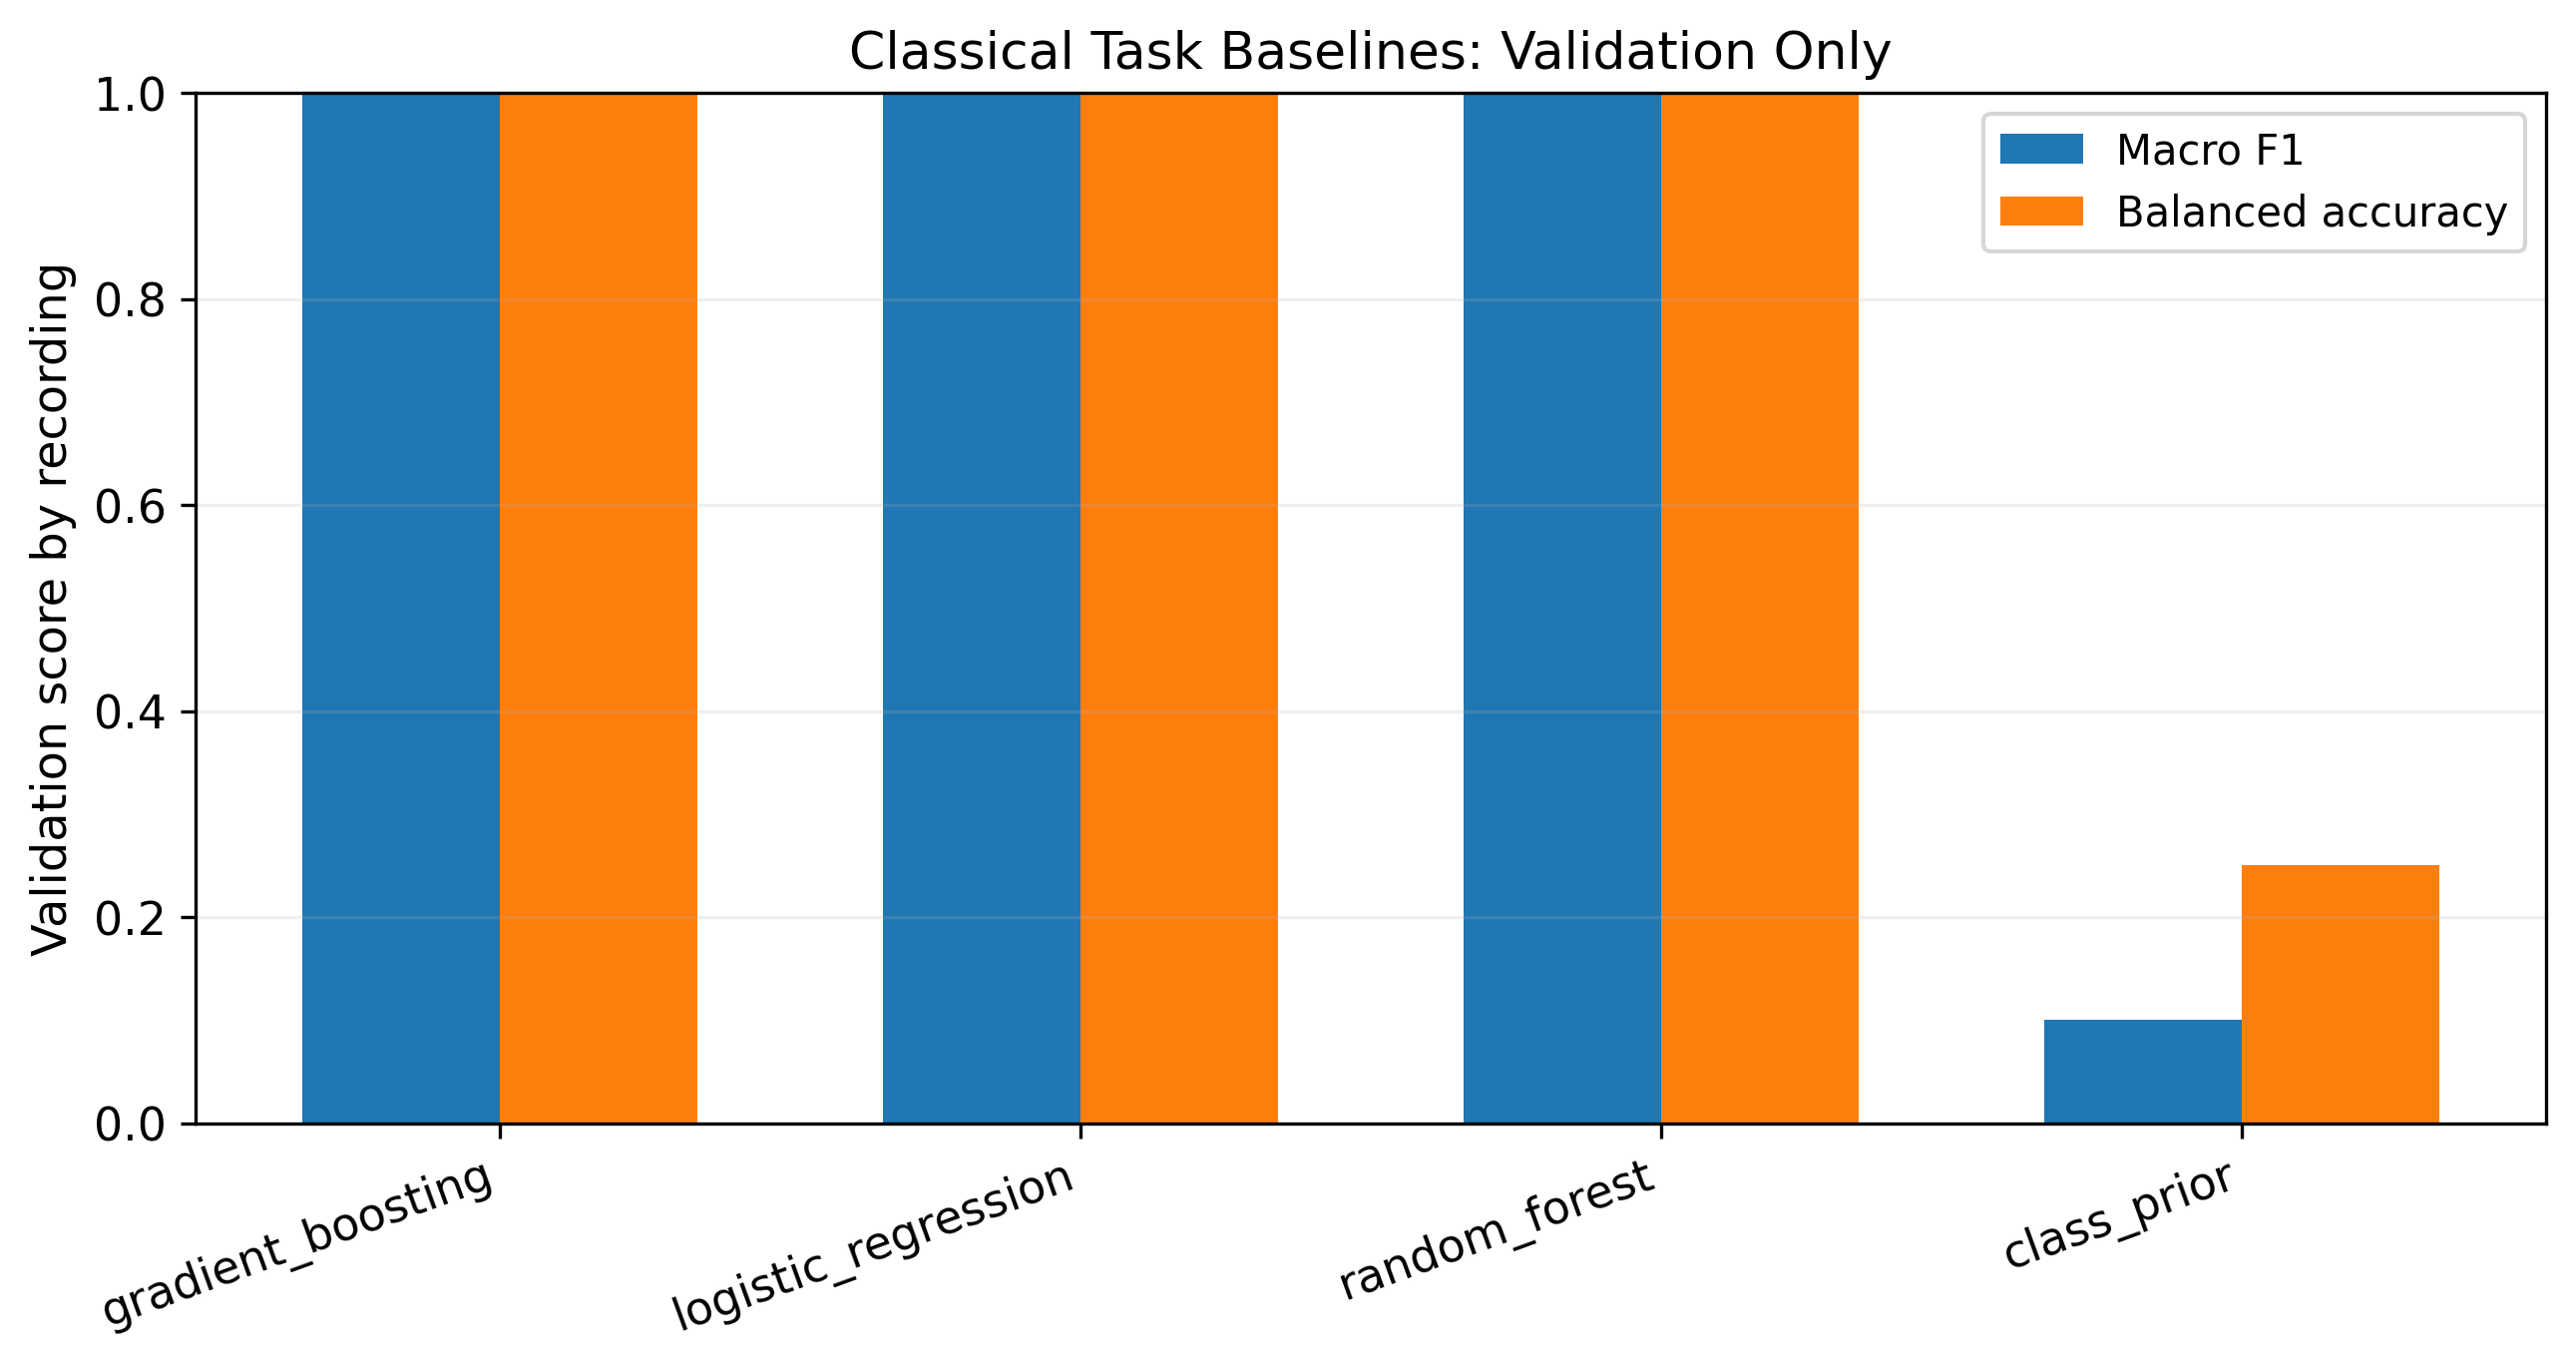 Classical Task Baselines: Validation Only
Validation score by recording
1.0
0.8
0.6
0.4
0.2
0.0
Macro F1
Balanced accuracy
gradient_boosting
logistic_regression
random_forest
class_prior